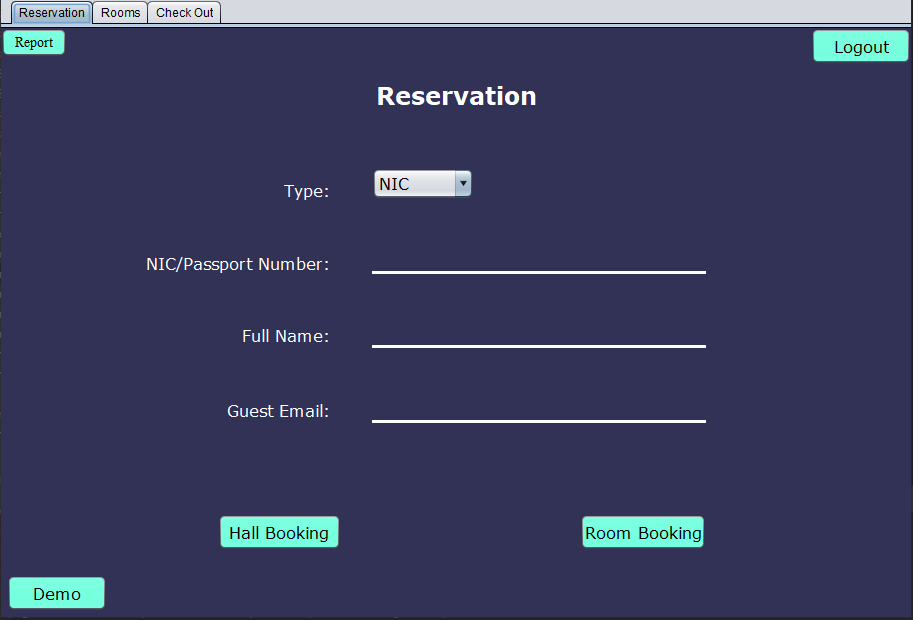 Reservation Rooms Check Out
Report
Logout
Reservation
Type:
NIC
NIC/Passport Number:
Full Name:
Guest Email:
Hall Booking
Room Booking
Demo